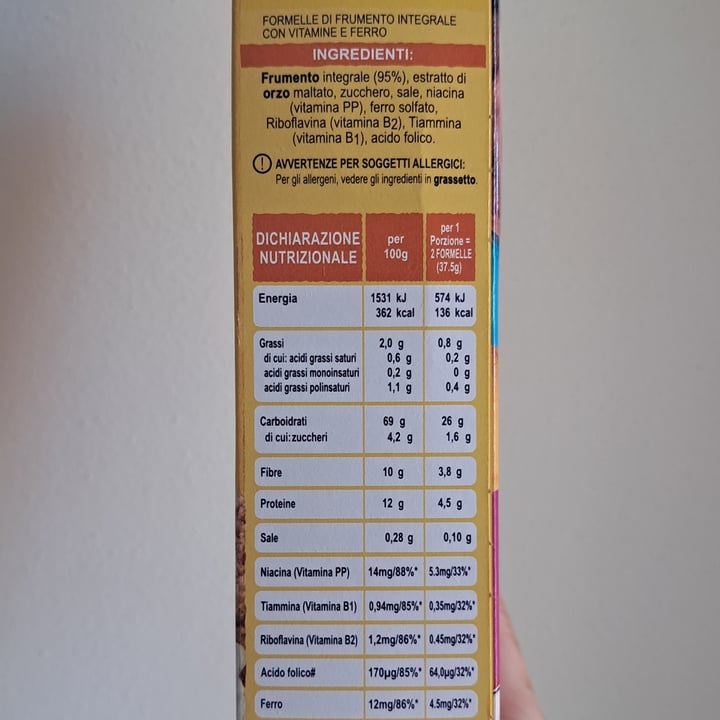 FORMELLE DI FRUMENTO INTEGRALE
CON VITAMINE E FERRO
INGREDIENTI:
Frumento integrale (95%), estratto di
orzo maltato, zucchero, sale, niacina
(vitamina PP), ferro solfato,
Riboflavina (vitamina B2), Tiammina
(vitamina B1), acido folico.
! AVVERTENZE PER SOGGETTI ALLERGICI:
Per gli allergeni, vedere gli ingredienti in grassetto.
DICHIARAZIONE NUTRIZIONALE per 100g per 1 Porzione = 2 FORMELLE (37.5g)
Energia 1531 kJ 574 kJ
362 kcal 136 kcal
Grassi 2,0 g 0,8 g
di cui: acidi grassi saturi 0,6 g 0,2 g
acidi grassi monoinsaturi 0,2 g 0 g
acidi grassi polinsaturi 1,1 g 0,4 g
Carboidrati 69 g 26 g
di cui:zuccheri 4,2 g 1,6 g
Fibre 10 g 3,8 g
Proteine 12 g 4,5 g
Sale 0,28 g 0,10 g
Niacina (Vitamina PP) 14mg/88%* 5.3mg/33%*
Tiammina (Vitamina B1) 0,94mg/85%* 0,35mg/32%*
Riboflavina (Vitamina B2) 1,2mg/86%* 0.45mg/32%*
Acido folico# 170µg/85%* 64,0µg/32%*
Ferro 12mg/86%* 4.5mg/32%*